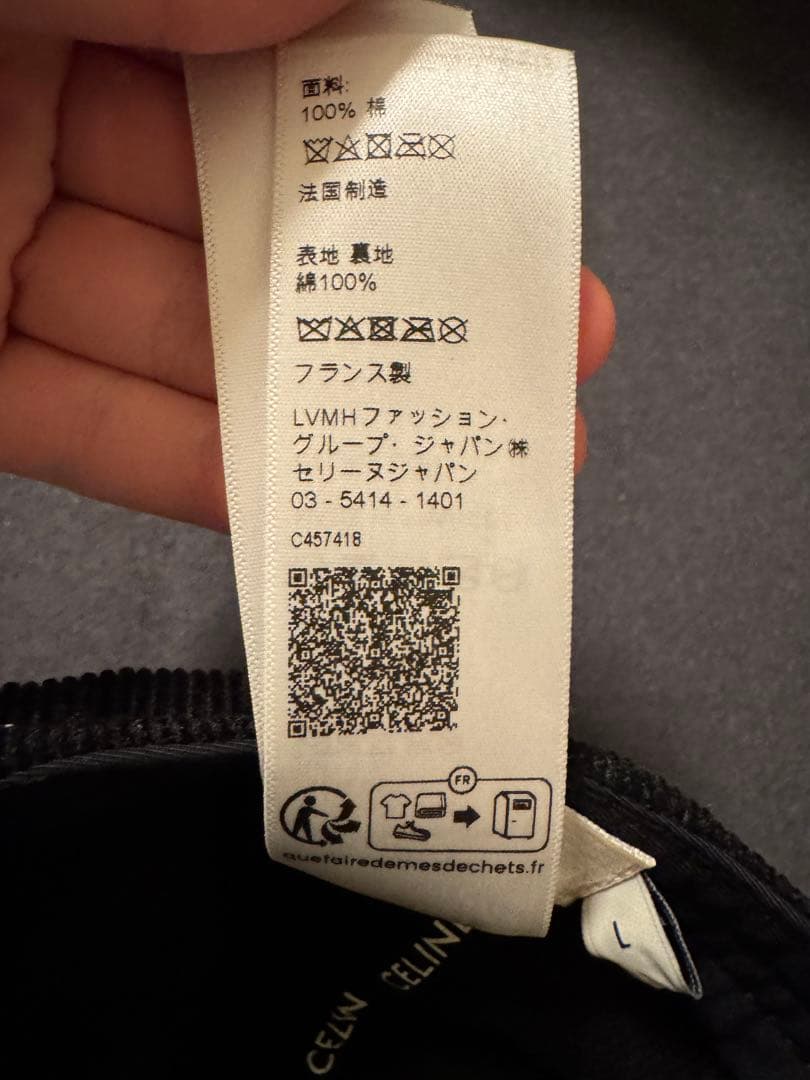 面料:
100% 棉
法国制造
表地 裏地
綿100%
フランス製
LVMHファッション・
グループ・ジャパン㈱
セリーヌジャパン
03 - 5414 - 1401
C457418
FR
quefairedemesdechets.fr
L
CELINE
CELIN